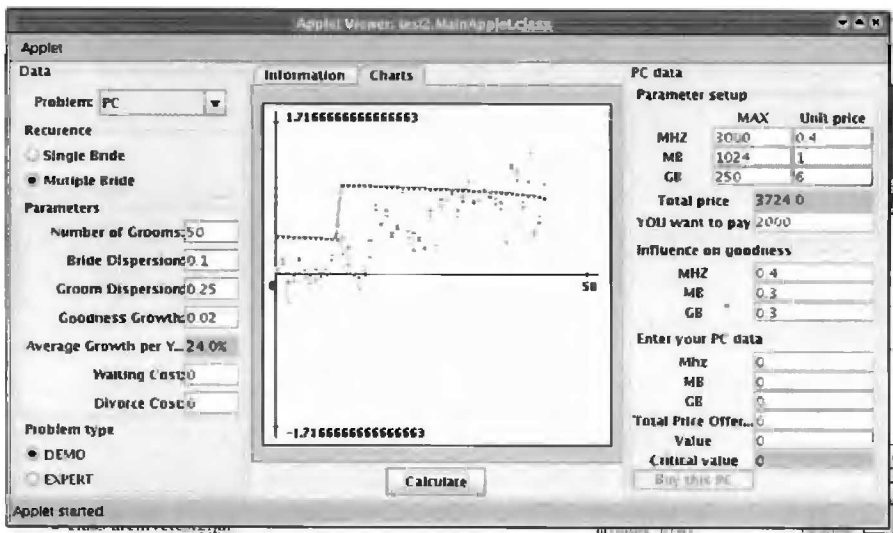 Applet Viewer: test2.MainApplet.class
Applet
Data
Problem: PC
Recurence
Single Bride
Mutiple Bride
Parameters
Number of Grooms: 50
Bride Dispersion: 0.1
Groom Dispersion: 0.25
Goodness Growth: 0.02
Average Growth per Y... 24.0%
Waiting Cost: 0
Divorce Cost: 0
Problem type
DEMO
EXPERT
Information Charts
1.7166666666666663
0 50
-1.7166666666666663
Calculate
PC data
Parameter setup
MAX Unit price
MHZ 3000 0.4
MB 1024 1
GB 250 6
Total price 3724.0
YOU want to pay 2000
Influence on goodness
MHZ 0.4
MB 0.3
GB 0.3
Enter your PC data
Mhz 0
MB 0
GB 0
Total Price Offer... 0
Value 0
Critical value 0
Buy this PC
Applet started